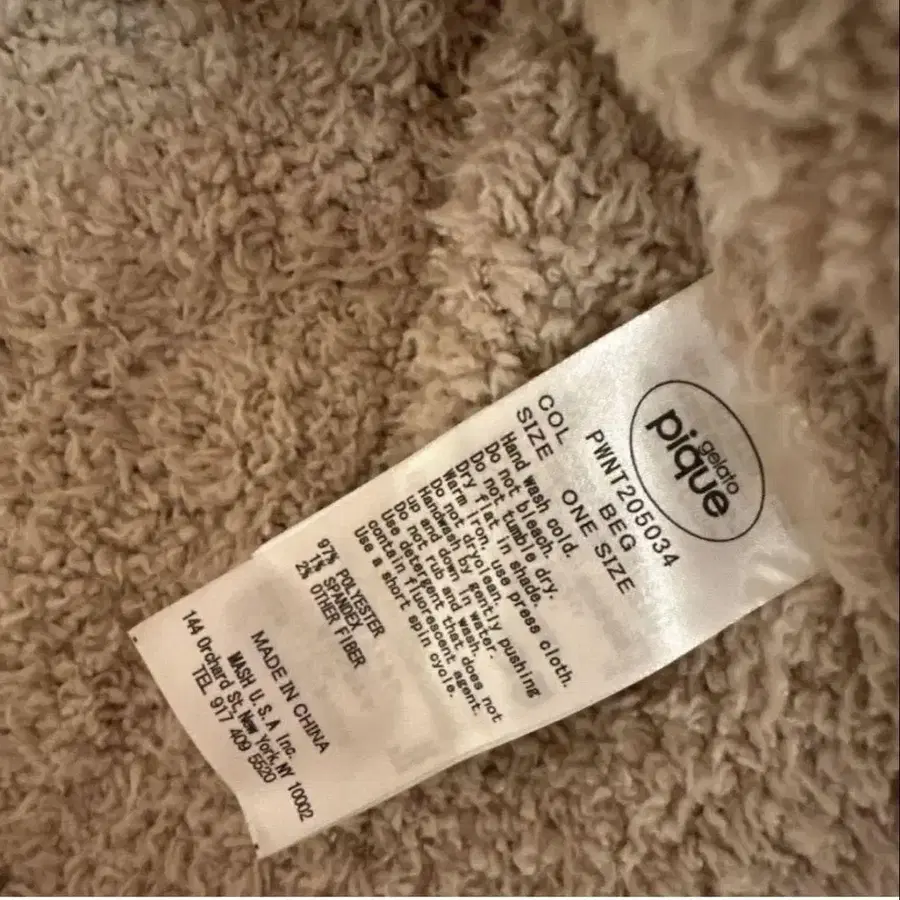 gelato
pique
PWNT205034
COL BEG
SIZE ONE SIZE
Hand wash cold.
Do not bleach.
Do not tumble dry.
Dry flat in shade.
Warm Iron, use press cloth.
Do not dryclean.
Handwash by gently pushing
up and down in water.
Do not rub and wash.
Use detergent that does not
contain fluorescent agent.
Use a short spin cycle.
97% POLYESTER
1% SPANDEX
2% OTHER FIBER
MADE IN CHINA
MASH U.S.A Inc.
144 Orchard St, New York, NY 10002
TEL 917 409 5520